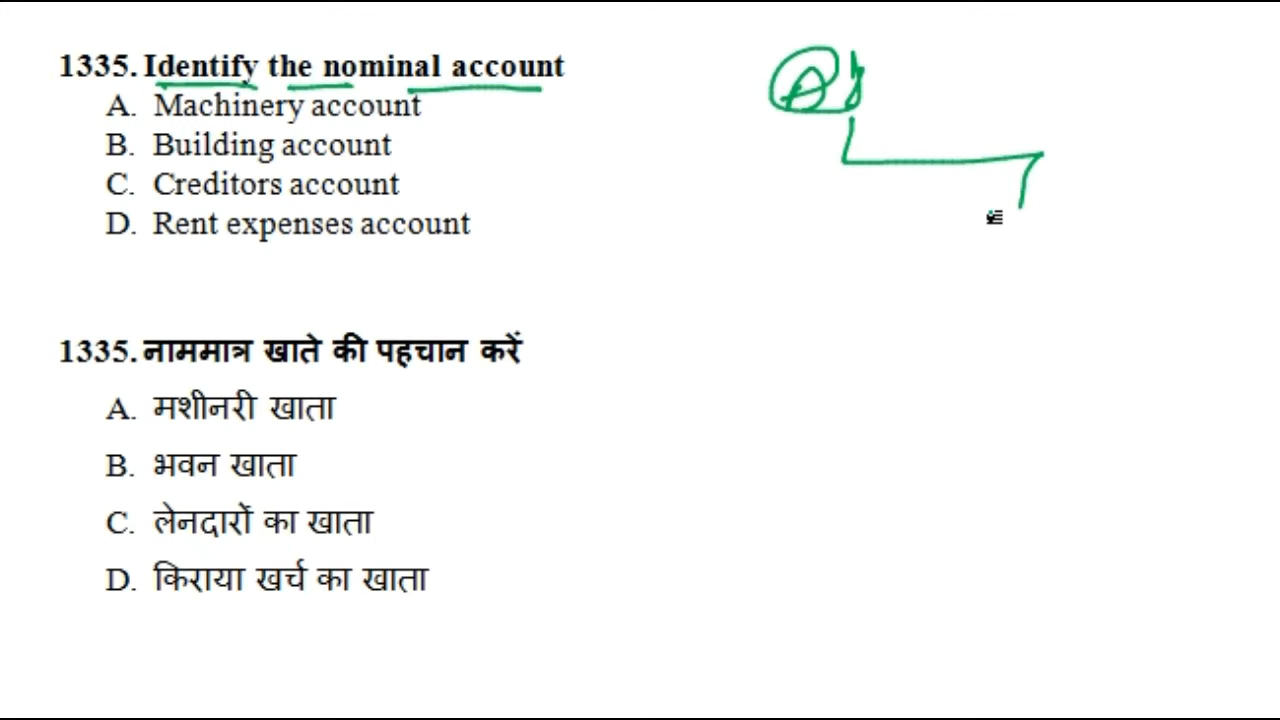 1335. Identify the nominal account
A. Machinery account
B. Building account
C. Creditors account
D. Rent expenses account
1335. नाममात्र खाते की पहचान करें
A. मशीनरी खाता
B. भवन खाता
C. लेनदारों का खाता
D. किराया खर्च का खाता